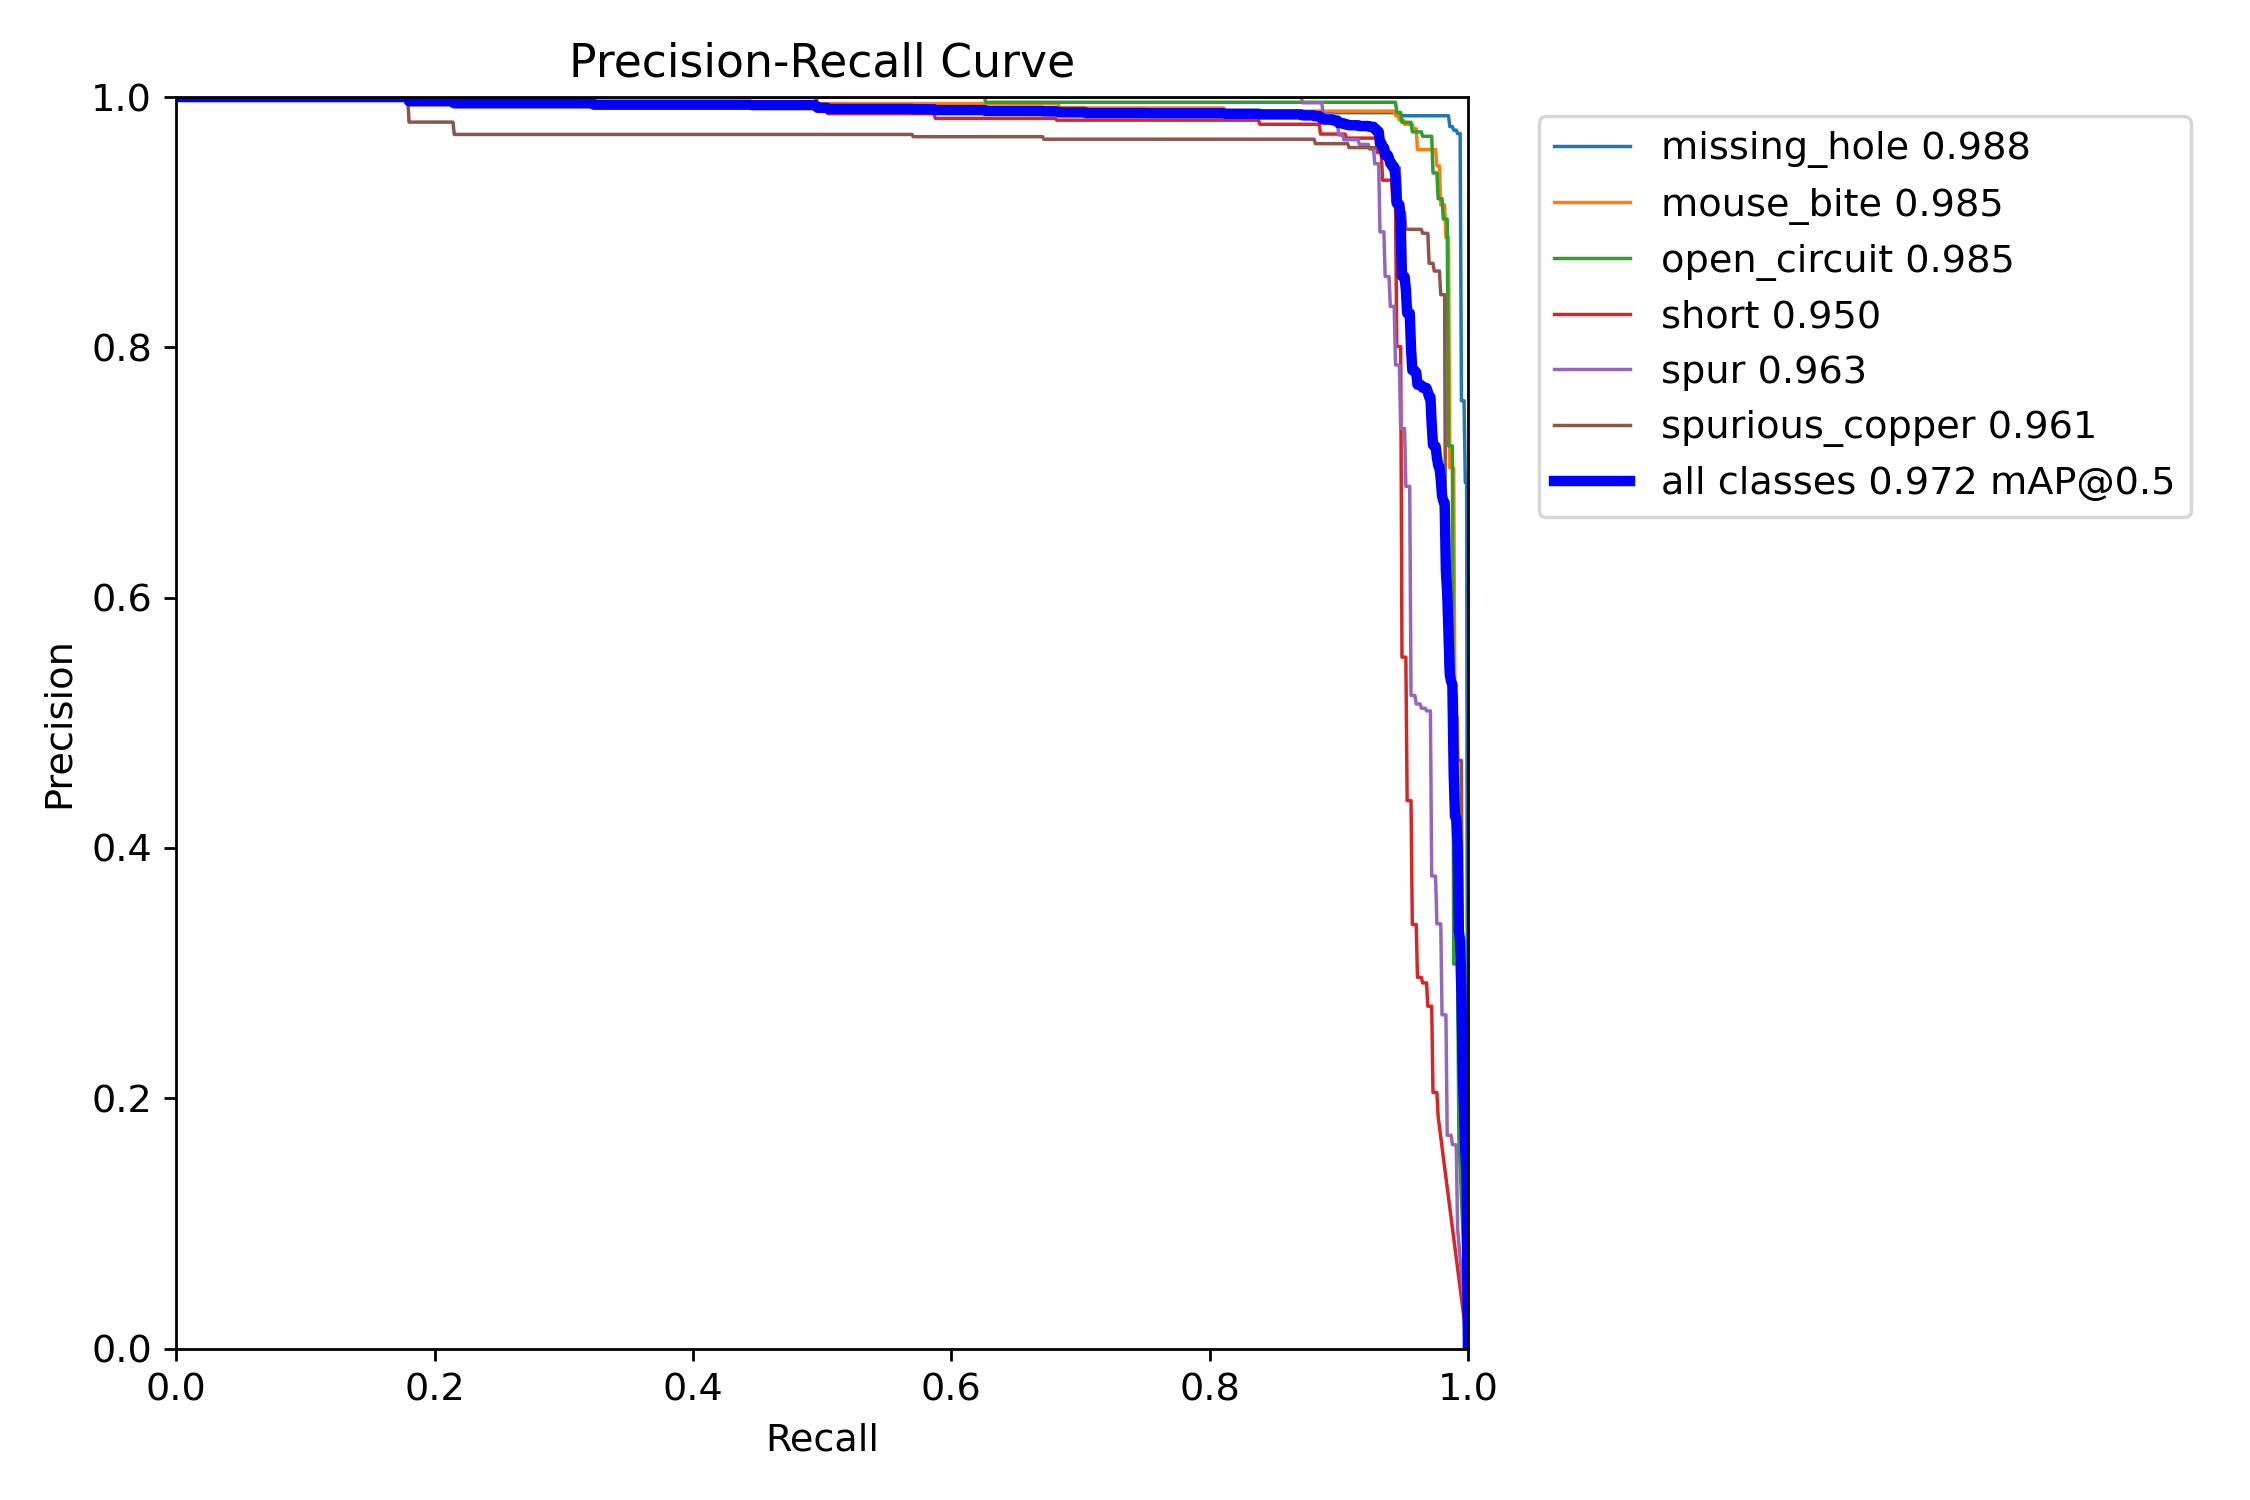 Precision-Recall Curve
1.0
0.8
0.6
0.4
0.2
0.0
Precision
0.0 0.2 0.4 0.6 0.8 1.0
Recall
missing_hole 0.988
mouse_bite 0.985
open_circuit 0.985
short 0.950
spur 0.963
spurious_copper 0.961
all classes 0.972 mAP@0.5